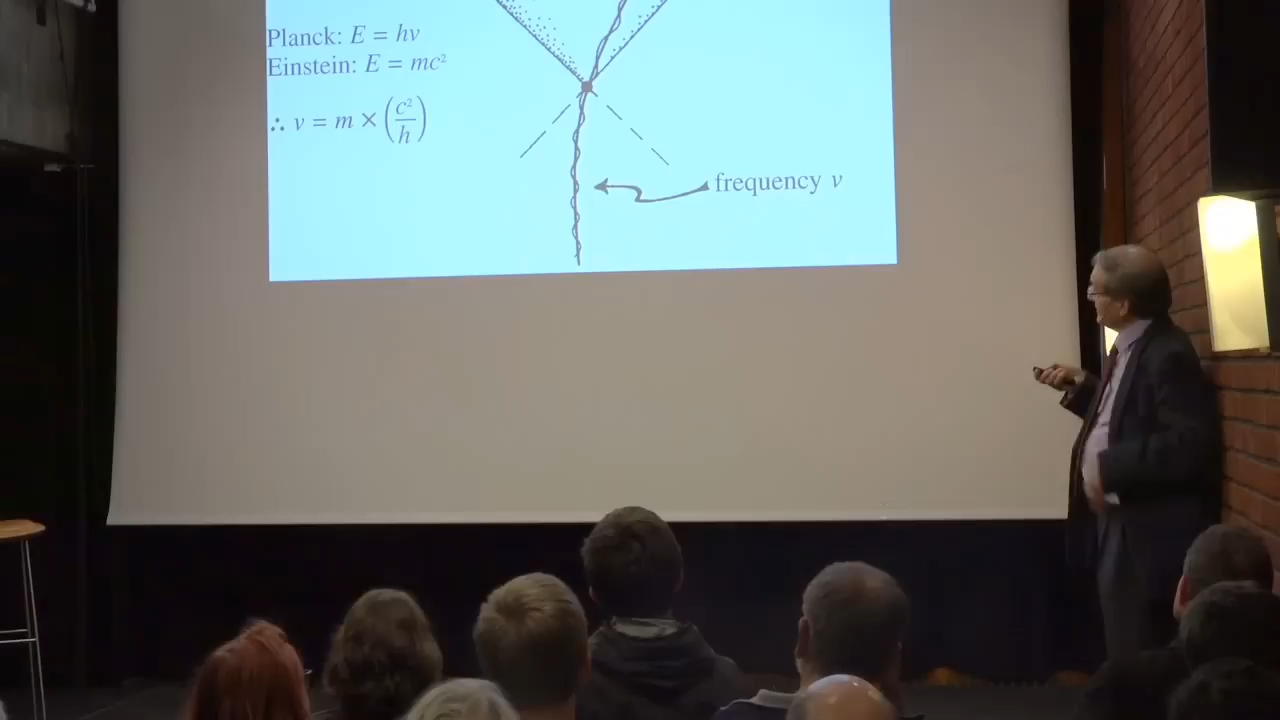 Planck: E = hν
Einstein: E = mc²
∴ ν = m × (c²/h)
frequency ν